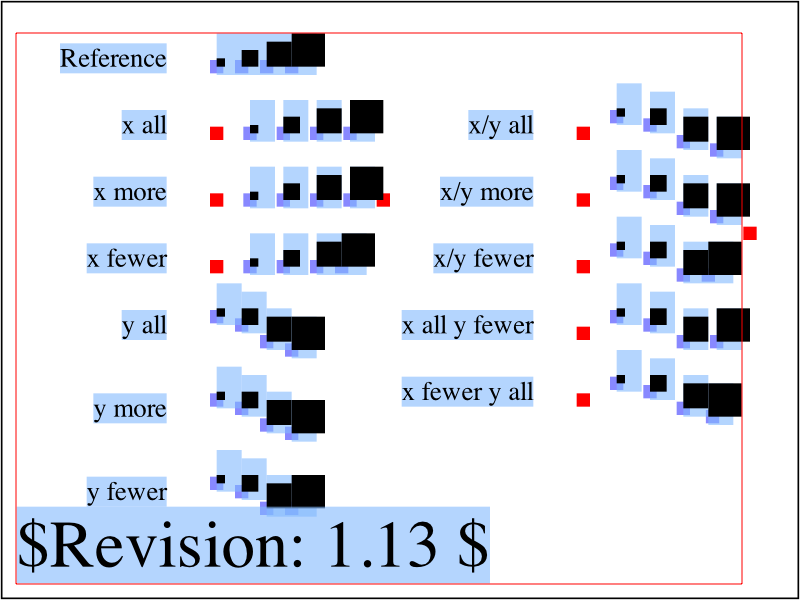 Reference
x all
x/y all
x more
x/y more
x fewer
x/y fewer
y all
x all y fewer
x fewer y all
y more
y fewer
$Revision: 1.13 $